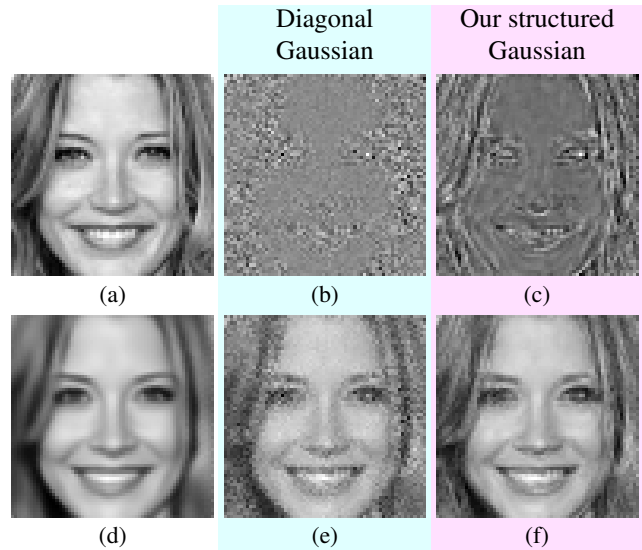 Diagonal
Gaussian
Our structured
Gaussian
(a)
(b)
(c)
(d)
(e)
(f)